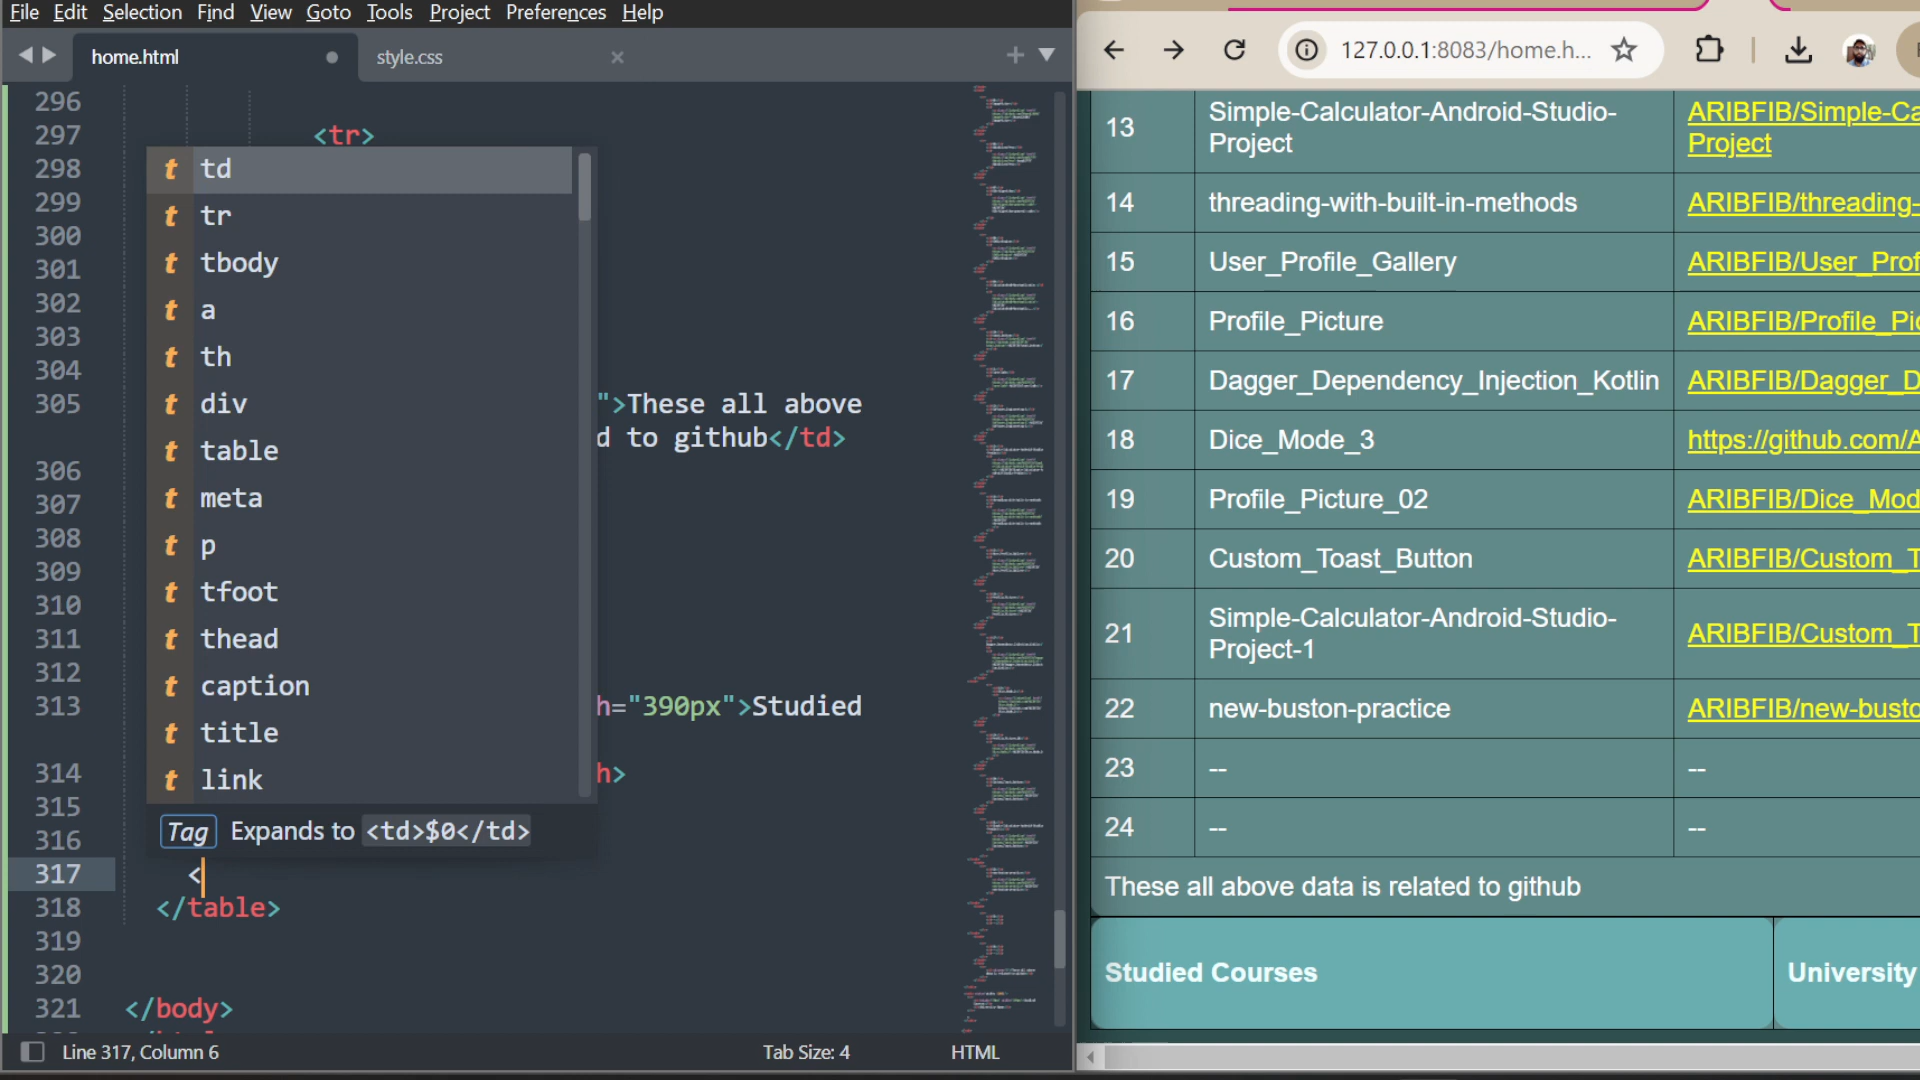 File Edit Selection Find View Goto Tools Project Preferences Help
home.html
style.css
296
297 <tr>
298
299
300
301
302
303
304
305 ">These all above
d to github</td>
306
307
308
309
310
311
312
313 h="390px">Studied
314 h>
315
316
317 <
318 </table>
319
320
321 </body>
t td
t tr
t tbody
t a
t th
t div
t table
t meta
t p
t tfoot
t thead
t caption
t title
t link
Tag Expands to <td>$0</td>
Line 317, Column 6
Tab Size: 4
HTML
127.0.0.1:8083/home.h...
13 Simple-Calculator-Android-Studio-Project ARIBFIB/Simple-Ca
Project
14 threading-with-built-in-methods ARIBFIB/threading-
15 User_Profile_Gallery ARIBFIB/User_Prof
16 Profile_Picture ARIBFIB/Profile_Pic
17 Dagger_Dependency_Injection_Kotlin ARIBFIB/Dagger_D
18 Dice_Mode_3 https://github.com/A
19 Profile_Picture_02 ARIBFIB/Dice_Mod
20 Custom_Toast_Button ARIBFIB/Custom_T
21 Simple-Calculator-Android-Studio-Project-1 ARIBFIB/Custom_T
22 new-buston-practice ARIBFIB/new-busto
23 -- --
24 -- --
These all above data is related to github
Studied Courses University